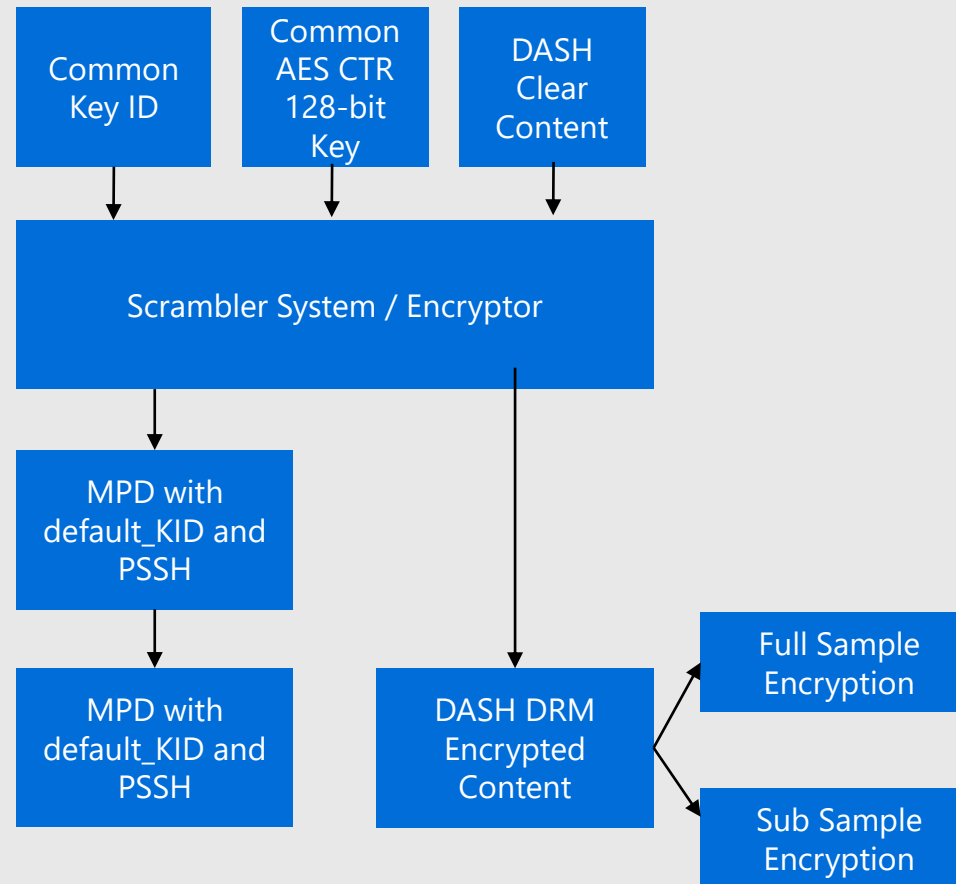 Common
Key ID
Common
AES CTR
128-bit
Key
DASH
Clear
Content
Scrambler System / Encryptor
MPD with
default_KID and
PSSH
MPD with
default_KID and
PSSH
DASH DRM
Encrypted
Content
Full Sample
Encryption
Sub Sample
Encryption